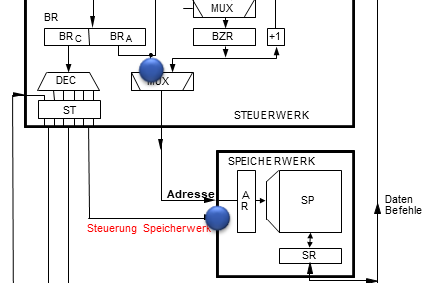 MUX
BR
BR C
BR A
BZR
+1
DEC
MUX
ST
STEUERWERK
SPEICHERWERK
Adresse
A
R
SP
Daten
Befehle
Steuerung Speicherwerk
SR